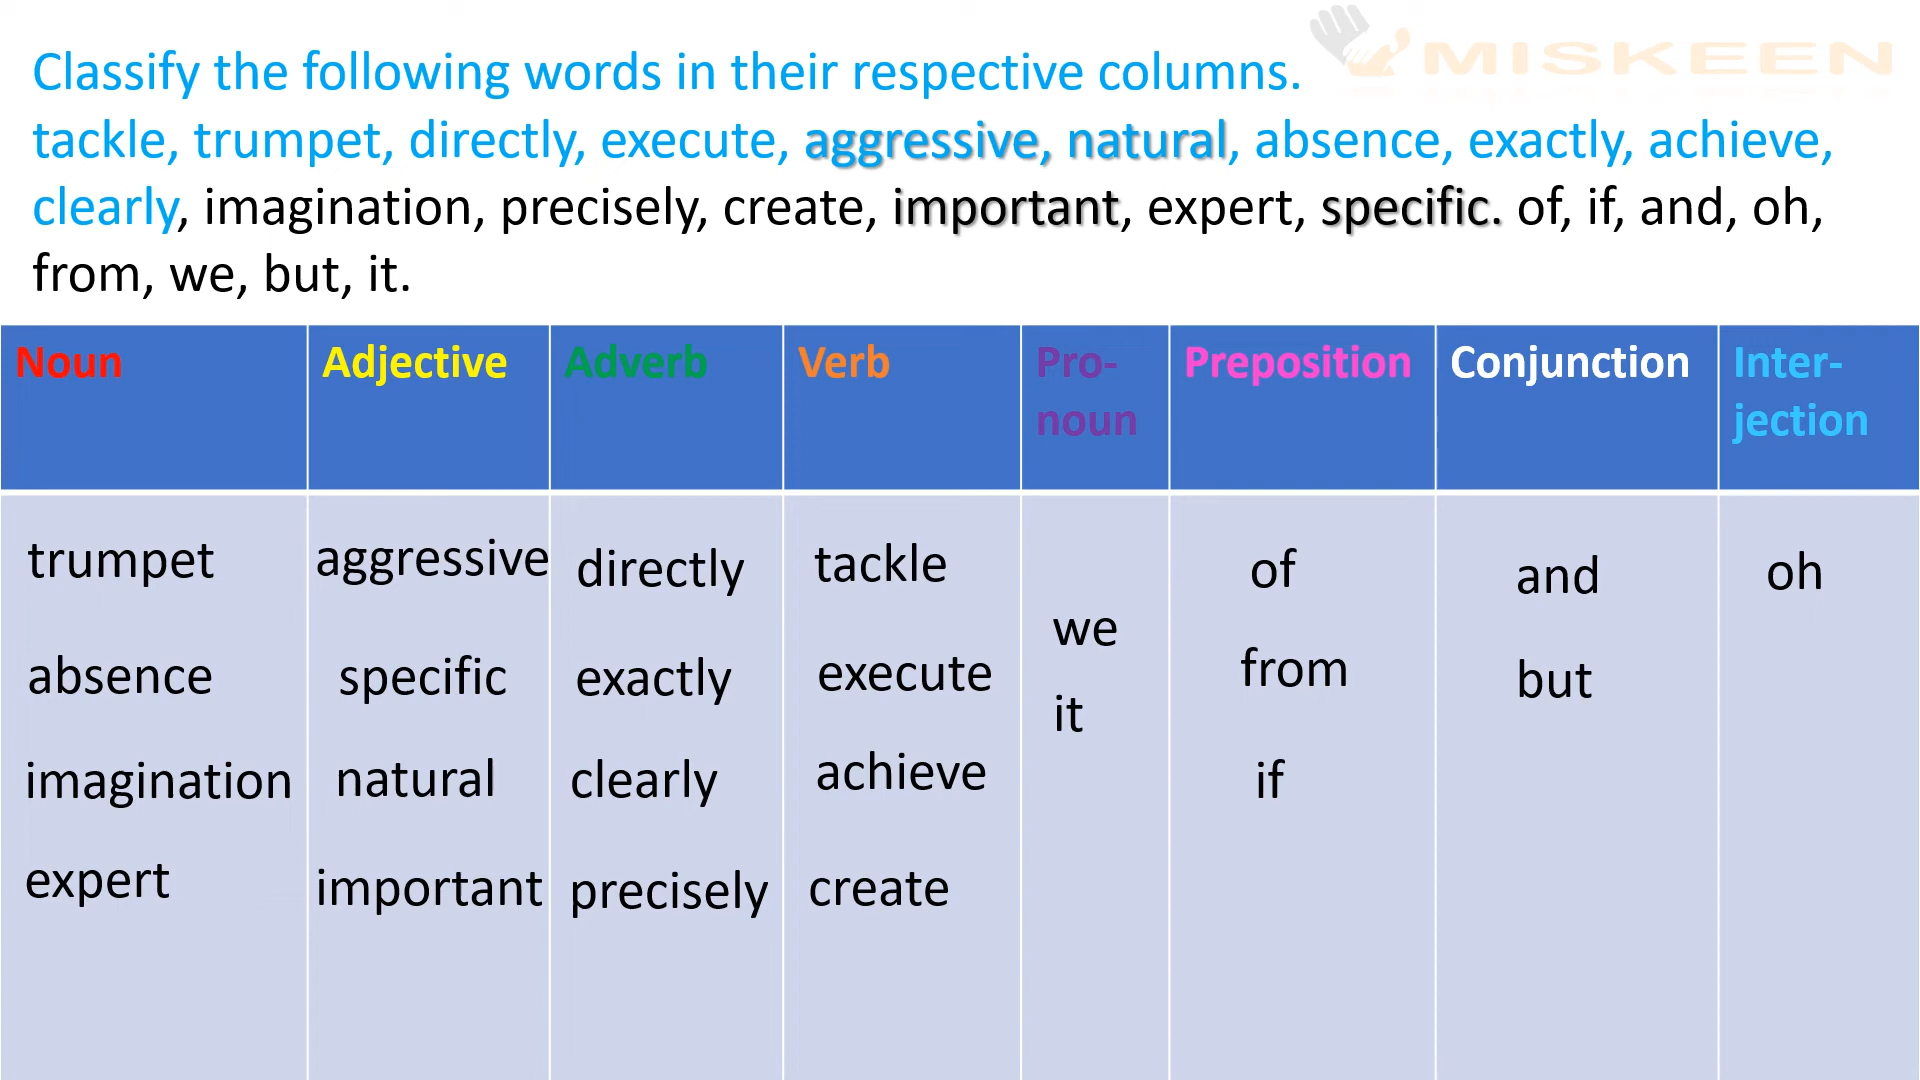 MISKEEN
Classify the following words in their respective columns.
tackle, trumpet, directly, execute, aggressive, natural, absence, exactly, achieve,
clearly, imagination, precisely, create, important, expert, specific. of, if, and, oh,
from, we, but, it.
Noun Adjective Adverb Verb Pro- Preposition Conjunction Inter-
noun jection
trumpet aggressive directly tackle of and oh
we
absence specific exactly execute from but
it
imagination natural clearly achieve if
expert important precisely create